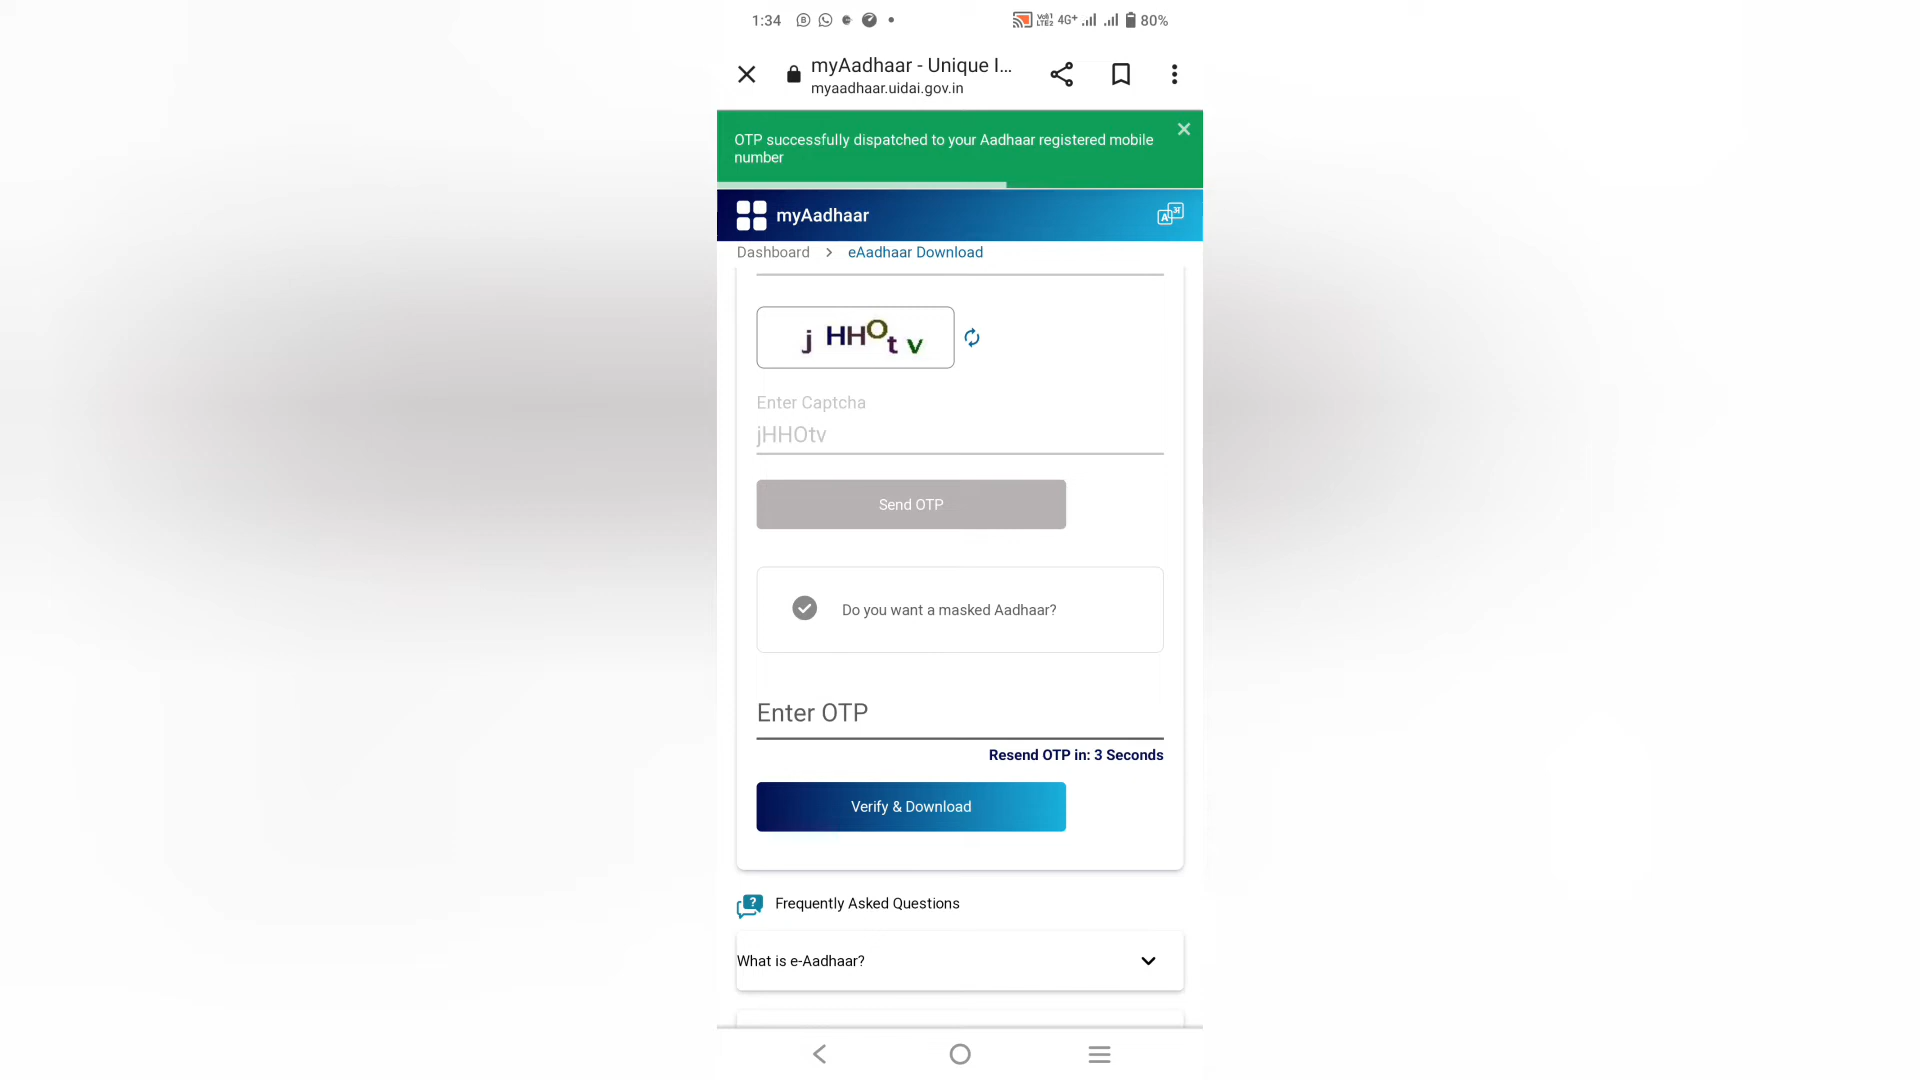 1:34
4G+
80%
myAadhaar - Unique I...
myaadhaar.uidai.gov.in
OTP successfully dispatched to your Aadhaar registered mobile
number
myAadhaar
Dashboard > eAadhaar Download
jHHOtv
Enter Captcha
jHHOtv
Send OTP
Do you want a masked Aadhaar?
Enter OTP
Resend OTP in: 3 Seconds
Verify & Download
Frequently Asked Questions
What is e-Aadhaar?